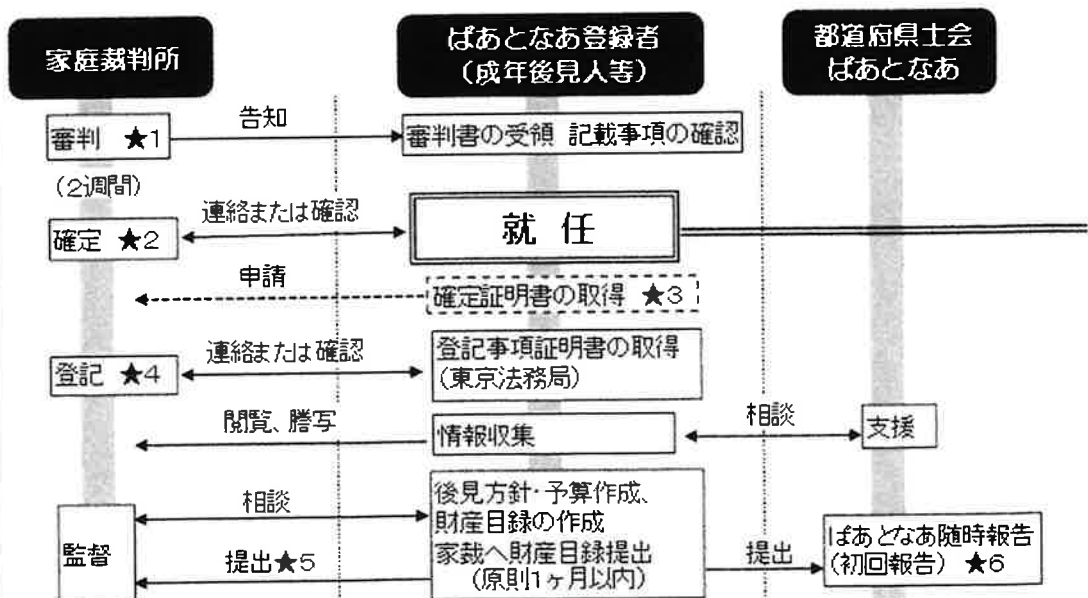 家庭裁判所
ぱあとなあ登録者
(成年後見人等)
都道府県士会
ぱあとなあ
審判 ★1
告知
審判書の受領 記載事項の確認
(2週間)
確定 ★2
連絡または確認
就 任
申請
確定証明書の取得 ★3
登記 ★4
連絡または確認
登記事項証明書の取得
(東京法務局)
閲覧、謄写
情報収集
相談
支援
監督
相談
後見方針・予算作成、
財産目録の作成
家裁へ財産目録提出
(原則1ヶ月以内)
提出★5
提出
ぱあとなあ随時報告
(初回報告) ★6